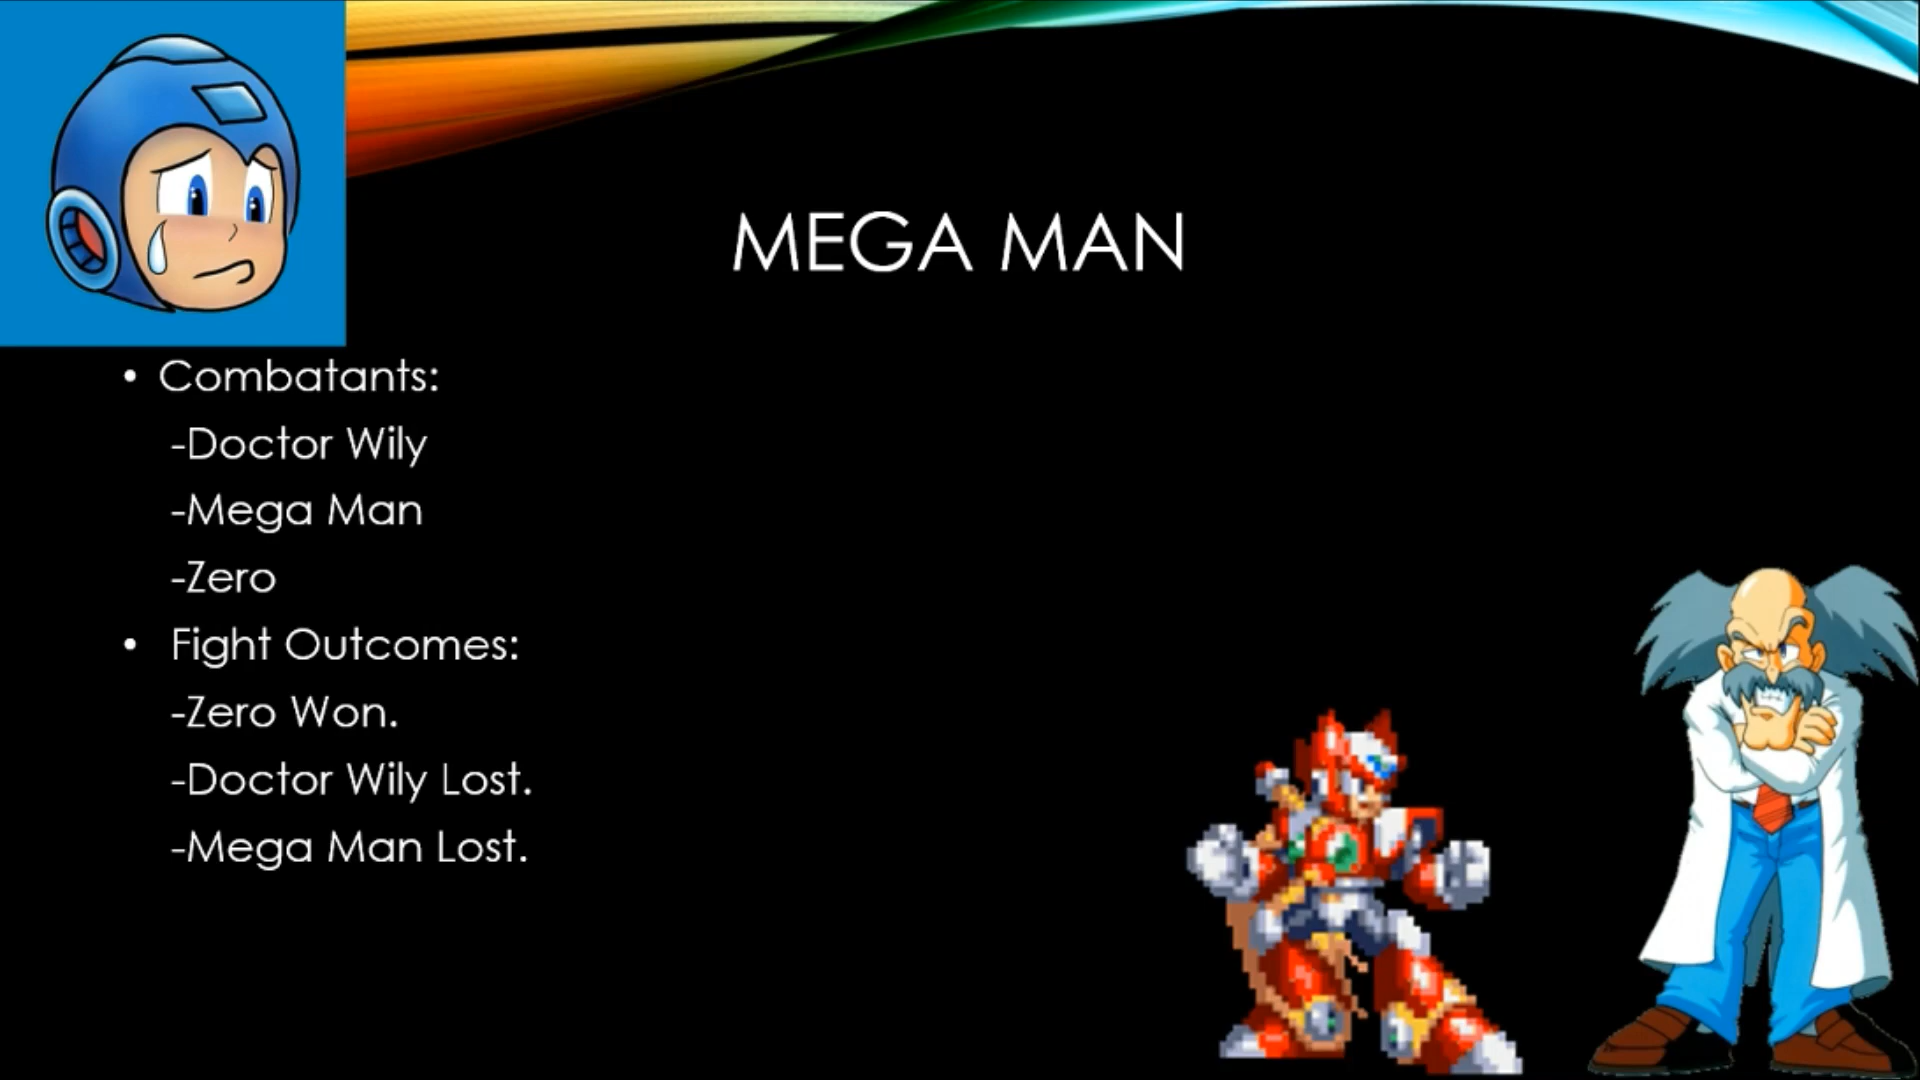 MEGA MAN
• Combatants:
-Doctor Wily
-Mega Man
-Zero
• Fight Outcomes:
-Zero Won.
-Doctor Wily Lost.
-Mega Man Lost.